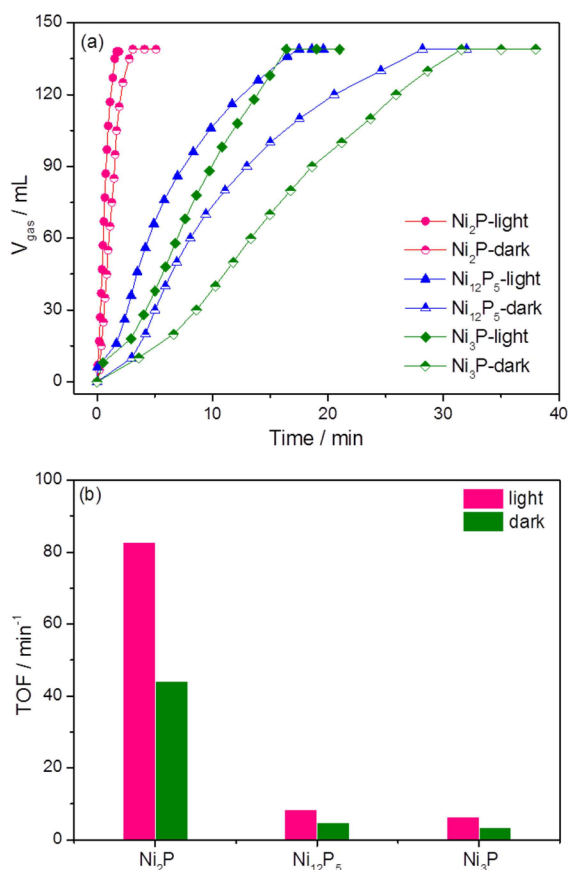 (a)
150
120
90
60
30
0
V_gas / mL
Ni₂P-light
Ni₂P-dark
Ni₁₂P₅-light
Ni₁₂P₅-dark
Ni₃P-light
Ni₃P-dark
0 10 20 30 40
Time / min
(b)
light
dark
100
80
60
40
20
0
TOF / min⁻¹
Ni₂P Ni₁₂P₅ Ni₃P